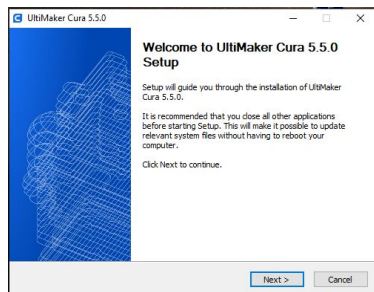 UltiMaker Cura 5.5.0
Welcome to UltiMaker Cura 5.5.0
Setup
Setup will guide you through the installation of UltiMaker
Cura 5.5.0.
It is recommended that you close all other applications
before starting Setup. This will make it possible to update
relevant system files without having to reboot your
computer.
Click Next to continue.
Next >
Cancel